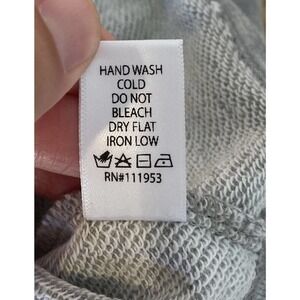 HAND WASH
COLD
DO NOT
BLEACH
DRY FLAT
IRON LOW
RN#111953